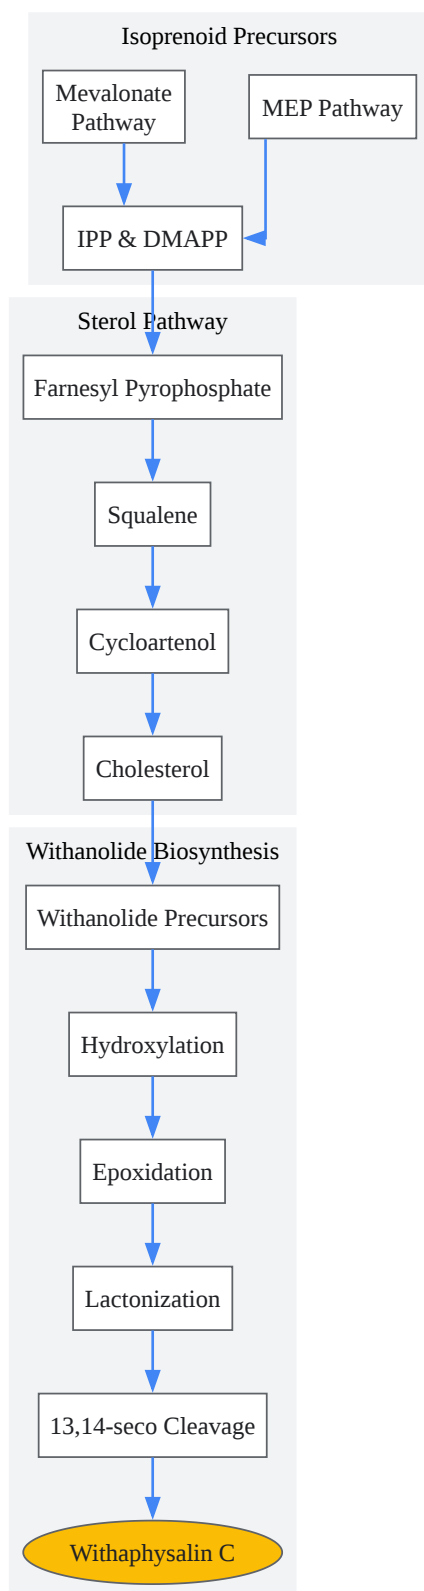 Isoprenoid Precursors
Mevalonate
Pathway
MEP Pathway
IPP & DMAPP
Sterol Pathway
Farnesyl Pyrophosphate
Squalene
Cycloartenol
Cholesterol
Withanolide Biosynthesis
Withanolide Precursors
Hydroxylation
Epoxidation
Lactonization
13,14-seco Cleavage
Withaphysalin C